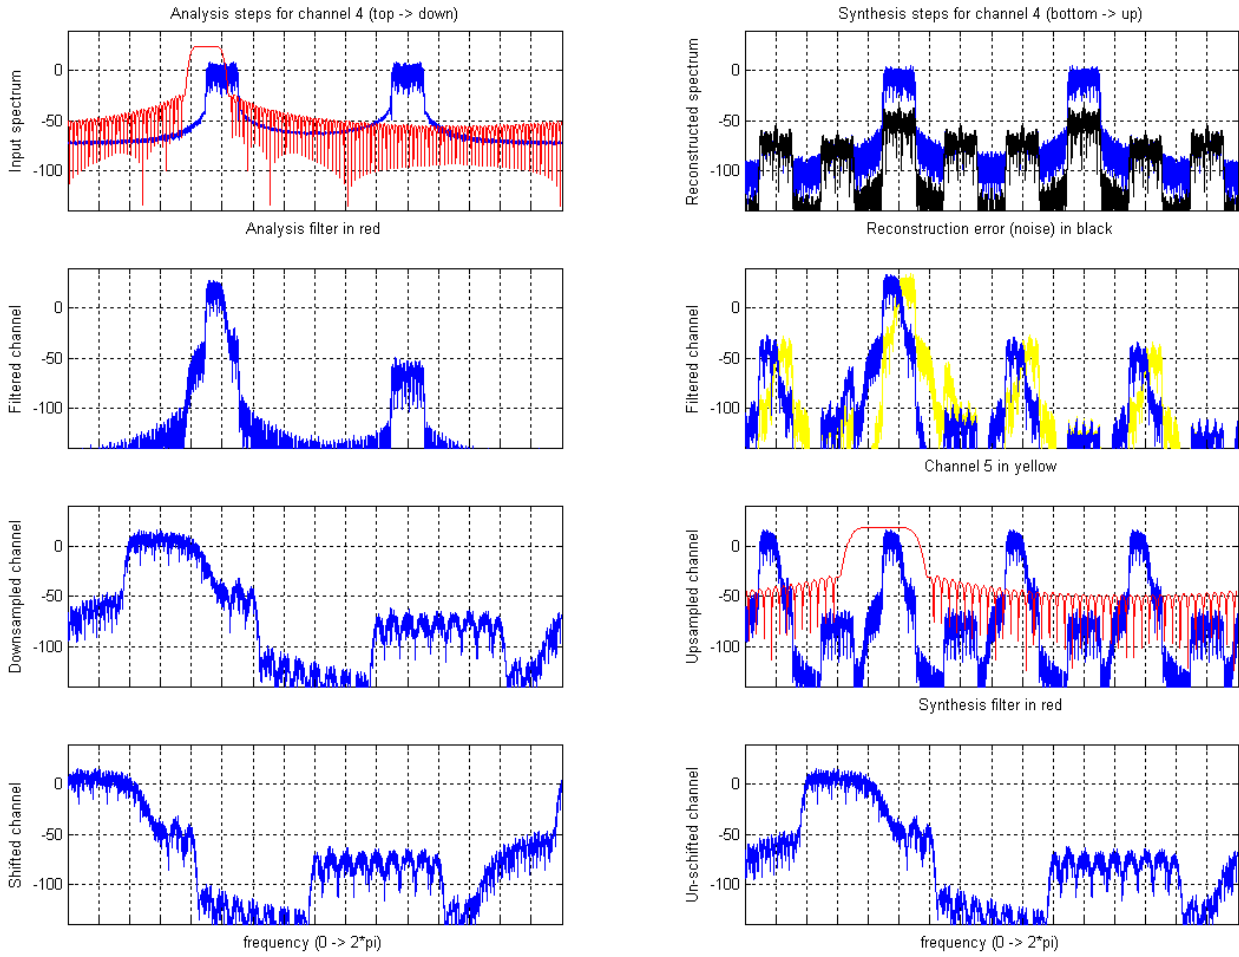 Analysis steps for channel 4 (top -> down)
Input spectrum
0
-50
-100
Analysis filter in red
Filtered channel
0
-50
-100
Downsampled channel
0
-50
-100
Shifted channel
0
-50
-100
frequency (0 -> 2*pi)
Synthesis steps for channel 4 (bottom -> up)
Reconstructed spectrum
0
-50
-100
Reconstruction error (noise) in black
Filtered channel
0
-50
-100
Channel 5 in yellow
Upsampled channel
0
-50
-100
Synthesis filter in red
Un-schifted channel
0
-50
-100
frequency (0 -> 2*pi)